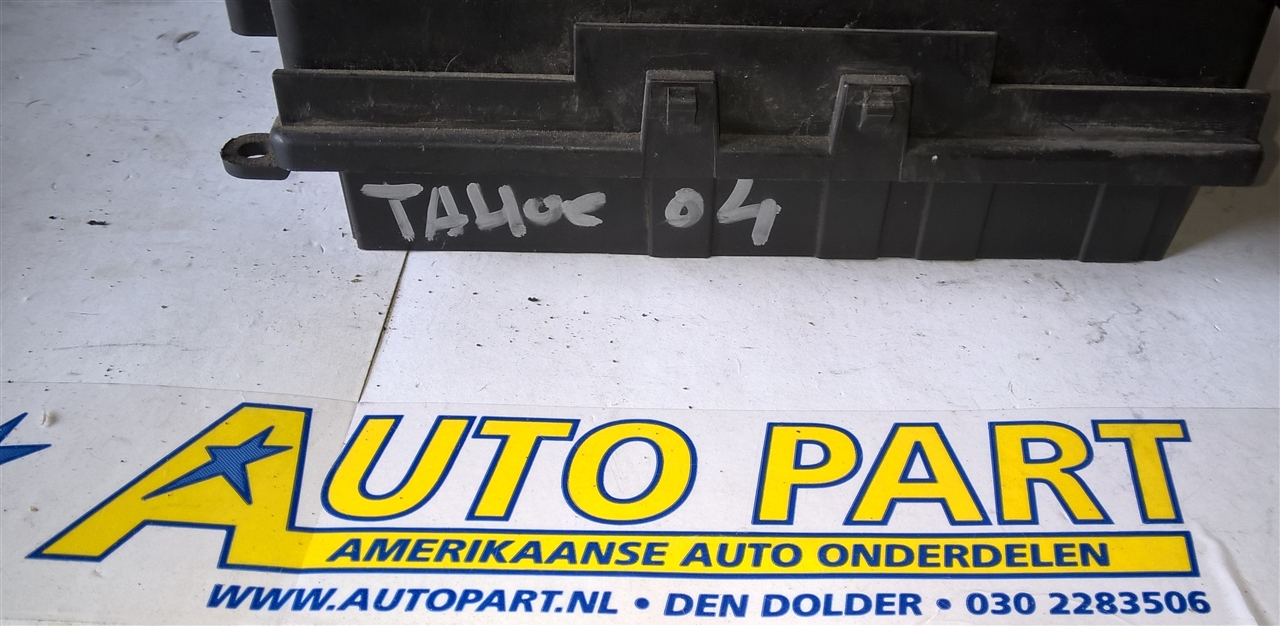 TAHOE 04
AUTO PART
AMERIKAANSE AUTO ONDERDELEN
WWW.AUTOPART.NL • DEN DOLDER • 030 2283506